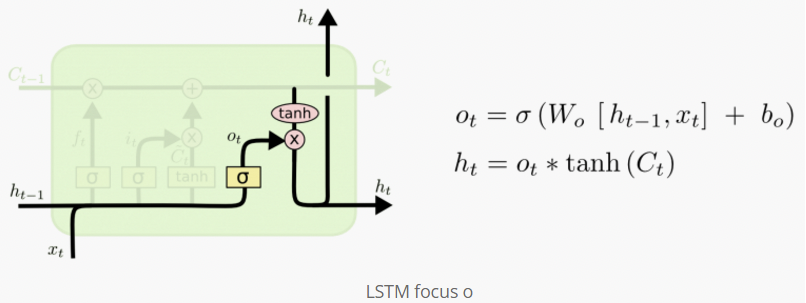 h_t
C_{t-1}
C_t
× +
tanh
f_t i_t × o_t ×
C̃_t
σ σ tanh σ
h_{t-1} h_t
x_t
o_t = σ (W_o [h_{t-1}, x_t] + b_o)
h_t = o_t * tanh (C_t)
LSTM focus o